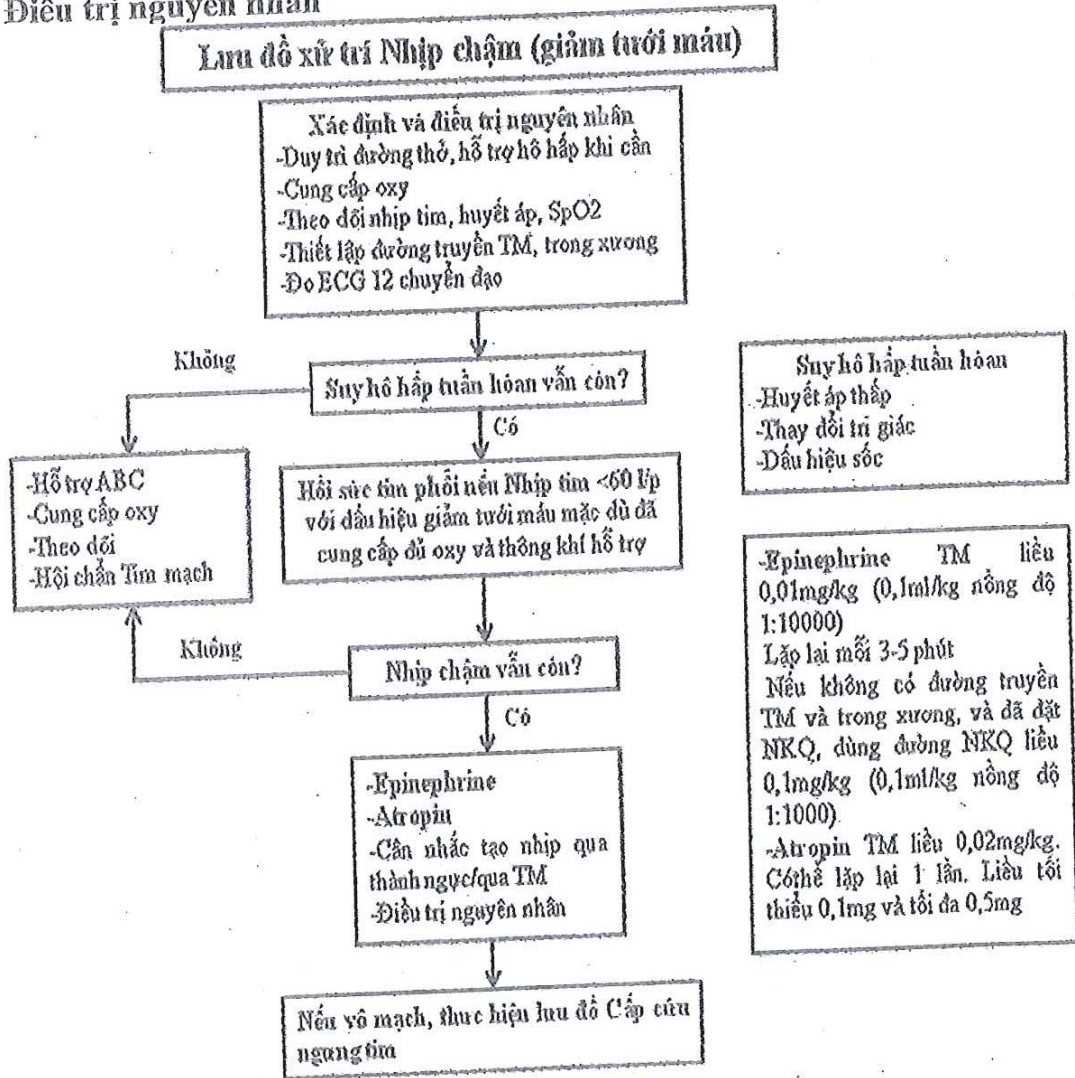 Điều trị nguyên nhân
Lưu đồ xử trí Nhịp chậm (giảm tưới máu)
Xác định và điều trị nguyên nhân
-Duy trì đường thở, hỗ trợ hô hấp khi cần
-Cung cấp oxy
-Theo dõi nhịp tim, huyết áp, SpO2
-Thiết lập đường truyền TM, trong xương
-Đo ECG 12 chuyển đạo
Không
Suy hô hấp tuần hoàn vẫn còn?
Có
Suy hô hấp tuần hòan
-Huyết áp thấp
-Thay đổi tri giác
-Dấu hiệu sốc
-Hỗ trợ ABC
-Cung cấp oxy
-Theo dõi
-Hội chẩn Tim mạch
Hồi sức tim phổi nếu Nhịp tim <60 l/p
với dấu hiệu giảm tưới máu mặc dù đã
cung cấp đủ oxy và thông khí hỗ trợ
Không
Nhịp chậm vẫn còn?
Có
-Epinephrine TM liều
0,01mg/kg (0,1ml/kg nồng độ
1:10000)
Lặp lại mỗi 3-5 phút
Nếu không có đường truyền
TM và trong xương, và đã đặt
NKQ, dùng đường NKQ liều
0,1mg/kg (0,1ml/kg nồng độ
1:1000)
-Atropin TM liều 0,02mg/kg.
Cóthể lặp lại 1 lần. Liều tối
thiểu 0,1mg và tối đa 0,5mg
-Epinephrine
-Atropin
-Cân nhắc tạo nhịp qua
thành ngực/qua TM
-Điều trị nguyên nhân
Nếu vô mạch, thực hiện lưu đồ Cấp cứu
ngưng tim